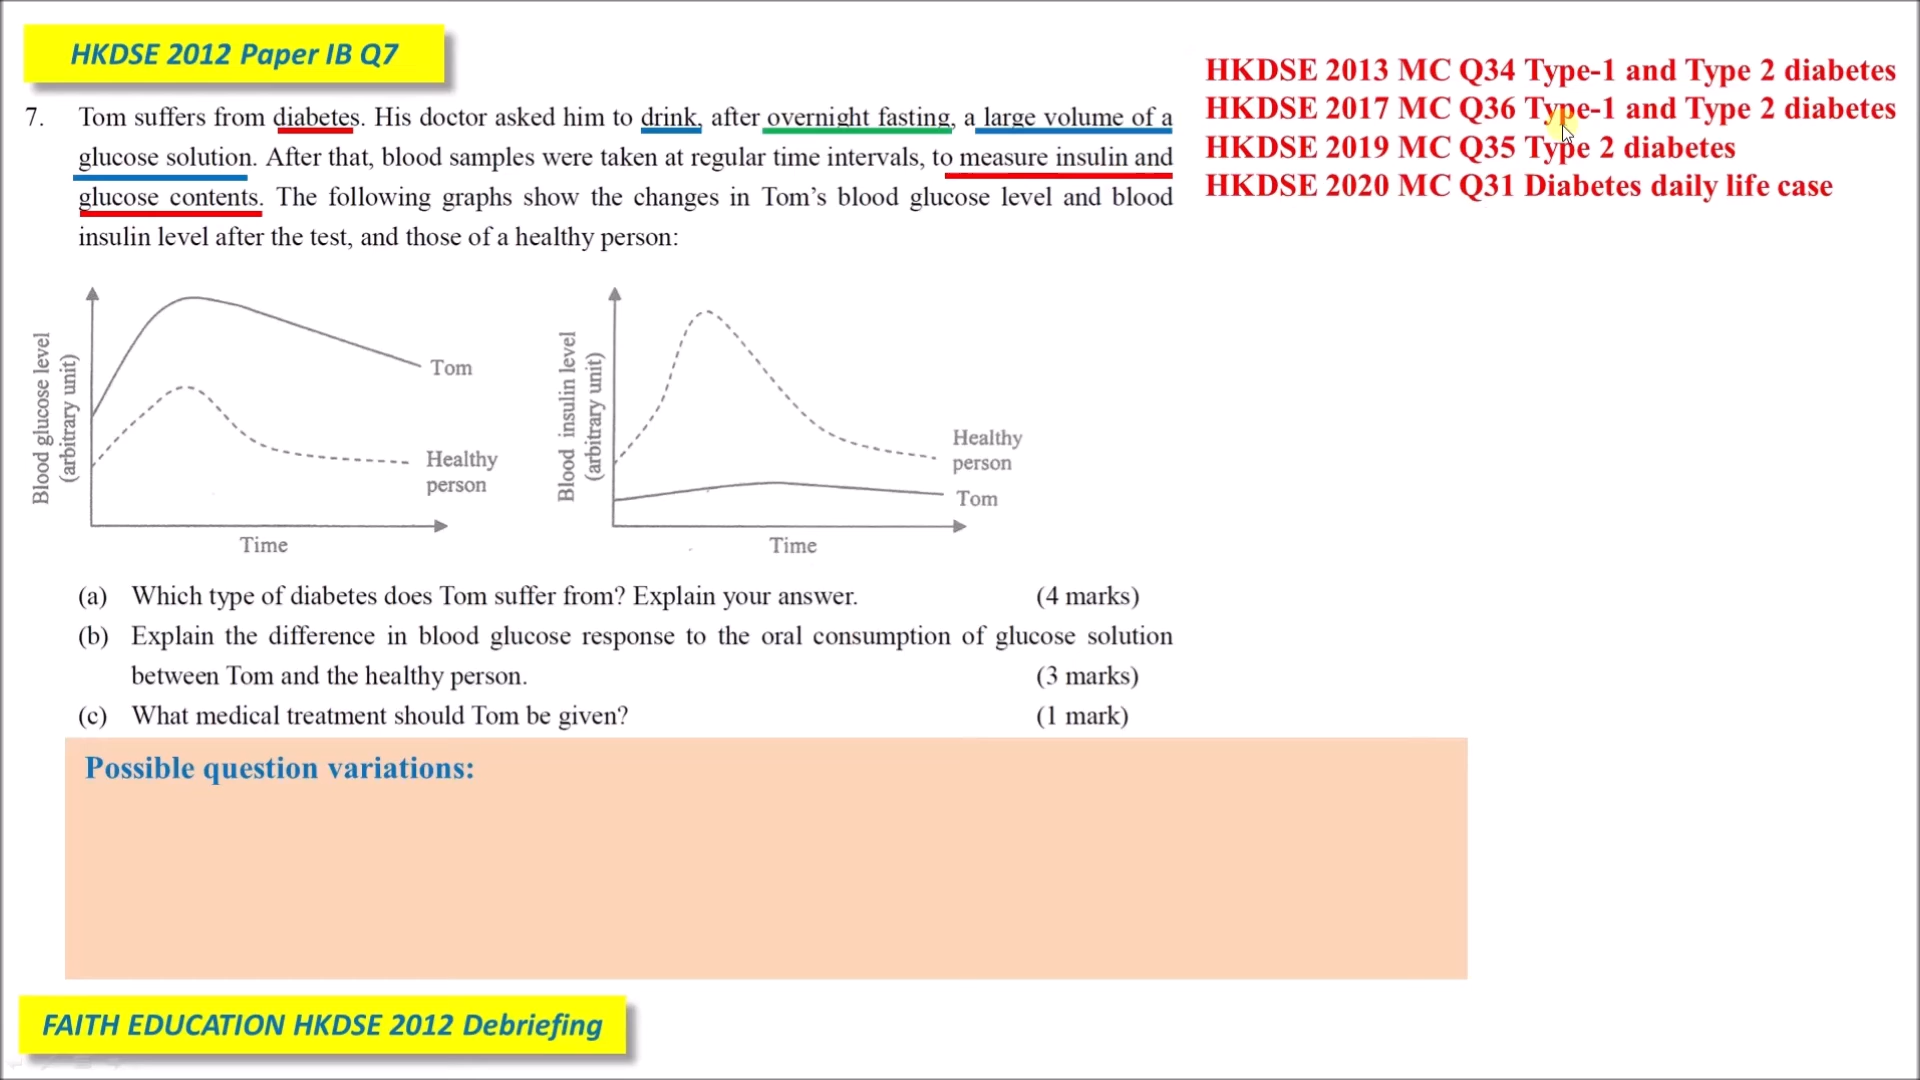 HKDSE 2012 Paper IB Q7
HKDSE 2013 MC Q34 Type-1 and Type 2 diabetes
HKDSE 2017 MC Q36 Type-1 and Type 2 diabetes
HKDSE 2019 MC Q35 Type 2 diabetes
HKDSE 2020 MC Q31 Diabetes daily life case
7. Tom suffers from diabetes. His doctor asked him to drink, after overnight fasting, a large volume of a
glucose solution. After that, blood samples were taken at regular time intervals, to measure insulin and
glucose contents. The following graphs show the changes in Tom's blood glucose level and blood
insulin level after the test, and those of a healthy person:
Blood glucose level
(arbitrary unit)
Tom
Healthy
person
Time
Blood insulin level
(arbitrary unit)
Healthy
person
Tom
Time
(a) Which type of diabetes does Tom suffer from? Explain your answer. (4 marks)
(b) Explain the difference in blood glucose response to the oral consumption of glucose solution
between Tom and the healthy person. (3 marks)
(c) What medical treatment should Tom be given? (1 mark)
Possible question variations:
FAITH EDUCATION HKDSE 2012 Debriefing